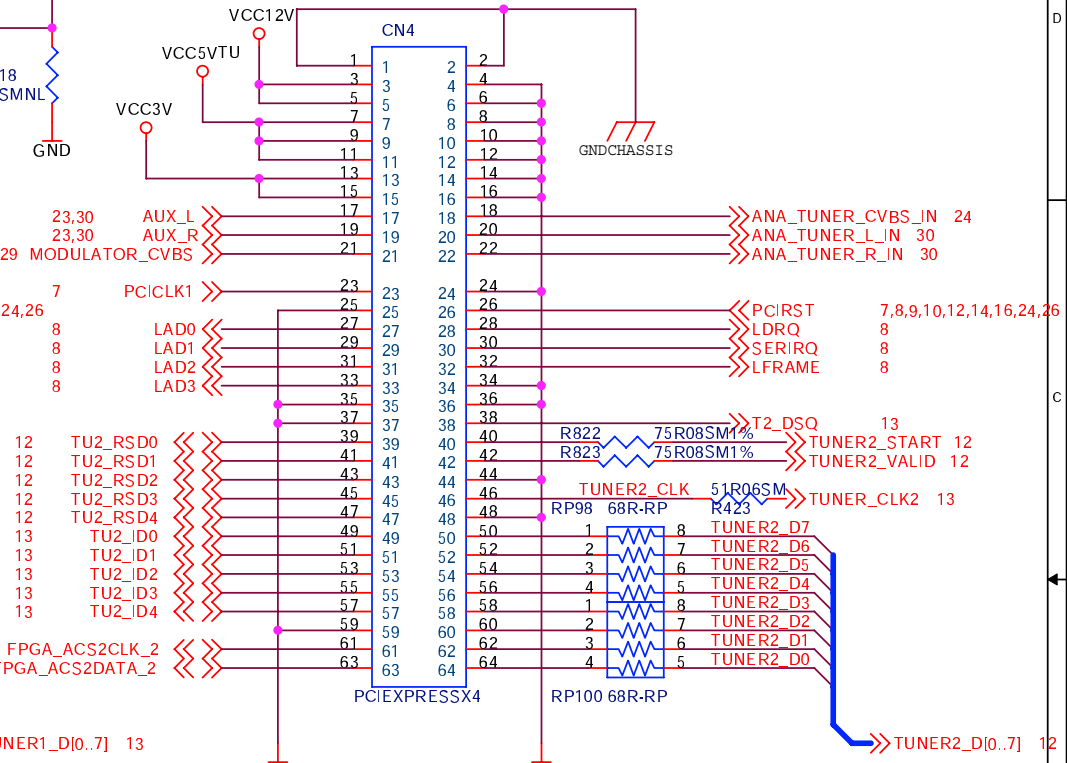 VCC12V
CN4
D
VCC5VTU
18
SMNL
VCC3V
GND
GNDCHASSIS
1 1 2 2
3 3 4 4
5 5 6 6
7 7 8 8
9 9 10 10
11 11 12 12
13 13 14 14
15 15 16 16
23,30 AUX_L 17 17 18 18 ANA_TUNER_CVBS_IN 24
23,30 AUX_R 19 19 20 20 ANA_TUNER_L_IN 30
29 MODULATOR_CVBS 21 21 22 22 ANA_TUNER_R_IN 30
7 PCICLK1 23 23 24 24
24,26 25 25 26 26 PCIRST 7,8,9,10,12,14,16,24,26
8 LAD0 27 27 28 28 LDRQ 8
8 LAD1 29 29 30 30 SERIRQ 8
8 LAD2 31 31 32 32 LFRAME 8
8 LAD3 33 33 34 34
35 35 36 36
C
37 37 38 38 T2_DSQ 13
R822 75R08SM1%
12 TU2_RSD0 39 39 40 40 TUNER2_START 12
R823 75R08SM1%
12 TU2_RSD1 41 41 42 42 TUNER2_VALID 12
12 TU2_RSD2 43 43 44 44
TUNER2_CLK 51R06SM
12 TU2_RSD3 45 45 46 46 TUNER_CLK2 13
RP98 68R-RP R423
12 TU2_RSD4 47 47 48 48
13 TU2_ID0 49 49 50 50 1 8 TUNER2_D7
13 TU2_ID1 51 51 52 52 2 7 TUNER2_D6
13 TU2_ID2 53 53 54 54 3 6 TUNER2_D5
13 TU2_ID3 55 55 56 56 4 5 TUNER2_D4
13 TU2_ID4 57 57 58 58 1 8 TUNER2_D3
59 59 60 60 2 7 TUNER2_D2
FPGA_ACS2CLK_2 61 61 62 62 3 6 TUNER2_D1
FPGA_ACS2DATA_2 63 63 64 64 4 5 TUNER2_D0
PCIEXPRESSX4 RP100 68R-RP
UNER1_D[0..7] 13 TUNER2_D[0..7] 12